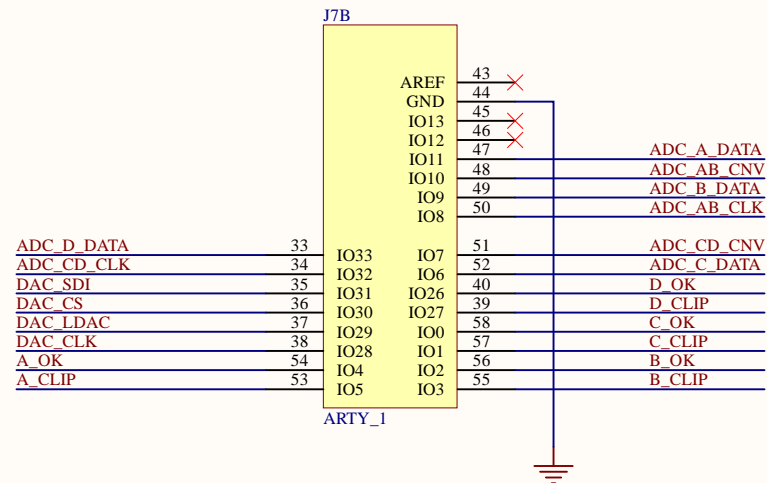 J7B
AREF 43
GND 44
IO13 45
IO12 46
IO11 47 ADC_A_DATA
IO10 48 ADC_AB_CNV
IO9 49 ADC_B_DATA
IO8 50 ADC_AB_CLK
ADC_D_DATA 33 IO33 IO7 51 ADC_CD_CNV
ADC_CD_CLK 34 IO32 IO6 52 ADC_C_DATA
DAC_SDI 35 IO31 IO26 40 D_OK
DAC_CS 36 IO30 IO27 39 D_CLIP
DAC_LDAC 37 IO29 IO0 58 C_OK
DAC_CLK 38 IO28 IO1 57 C_CLIP
A_OK 54 IO4 IO2 56 B_OK
A_CLIP 53 IO5 IO3 55 B_CLIP
ARTY_1